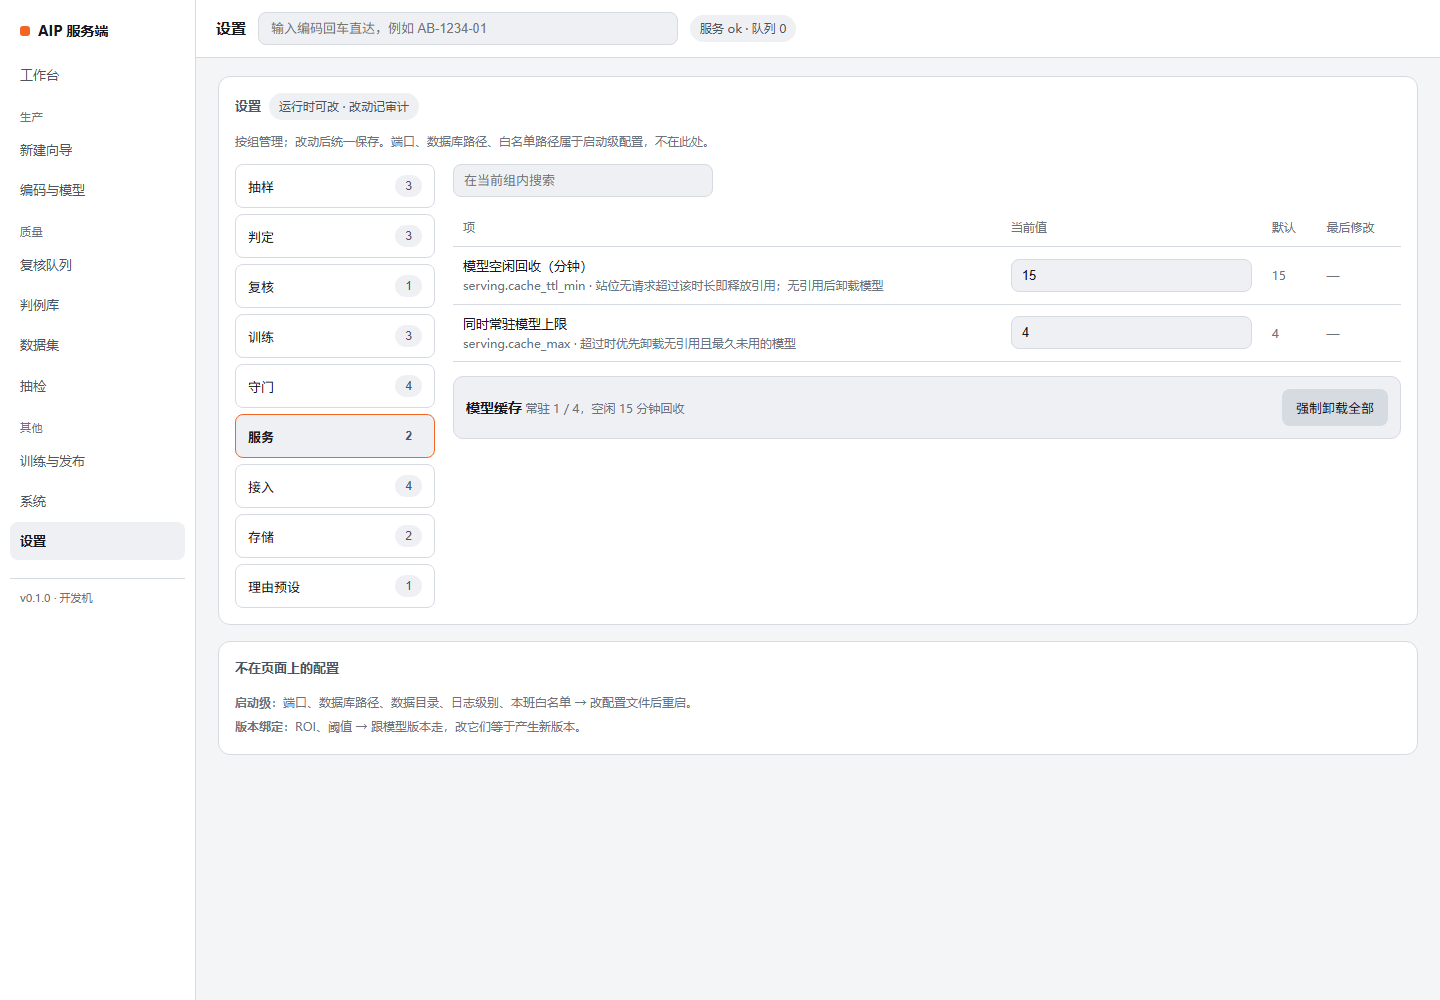 AIP 服务端
工作台
生产
新建向导
编码与模型
质量
复核队列
判例库
数据集
抽检
其他
训练与发布
系统
设置
v0.1.0 · 开发机
设置
输入编码回车直达，例如 AB-1234-01
服务 ok · 队列 0
设置 运行时可改 · 改动记审计
按组管理；改动后统一保存。端口、数据库路径、白名单路径属于启动级配置，不在此处。
抽样 3
判定 3
复核 1
训练 3
守门 4
服务 2
接入 4
存储 2
理由预设 1
在当前组内搜索
项 当前值 默认 最后修改
模型空闲回收（分钟） 15 15 —
serving.cache_ttl_min · 站位无请求超过该时长即释放引用；无引用后卸载模型
同时常驻模型上限 4 4 —
serving.cache_max · 超过时优先卸载无引用且最久未用的模型
模型缓存 常驻 1 / 4，空闲 15 分钟回收
强制卸载全部
不在页面上的配置
启动级：端口、数据库路径、数据目录、日志级别、本班白名单 → 改配置文件后重启。
版本绑定：ROI、阈值 → 跟模型版本走，改它们等于产生新版本。